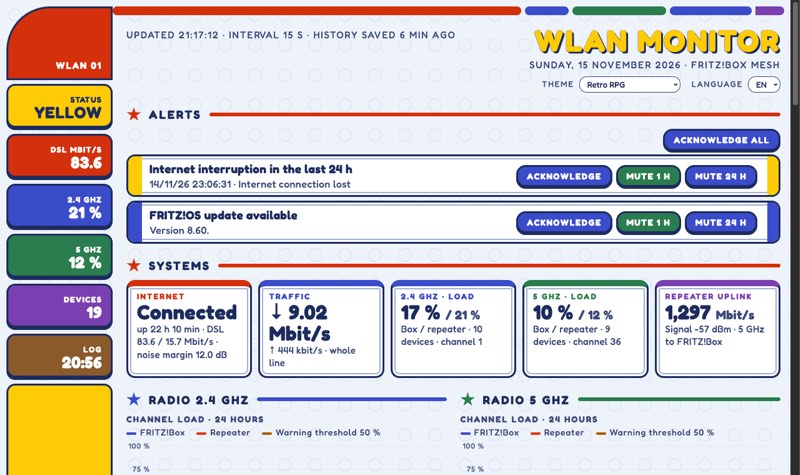 WLAN 01
UPDATED 21:17:12 · INTERVAL 15 S · HISTORY SAVED 6 MIN AGO
WLAN MONITOR
SUNDAY, 15 NOVEMBER 2026 · FRITZ!BOX MESH
THEME Retro RPG LANGUAGE EN
STATUS
YELLOW
DSL MBIT/S
83.6
2.4 GHZ
21 %
5 GHZ
12 %
DEVICES
19
LOG
20:56
ALERTS
ACKNOWLEDGE ALL
Internet interruption in the last 24 h
14/11/26 23:06:31 · Internet connection lost
ACKNOWLEDGE MUTE 1 H MUTE 24 H
FRITZ!OS update available
Version 8.60.
ACKNOWLEDGE MUTE 1 H MUTE 24 H
SYSTEMS
INTERNET
Connected
up 22 h 10 min · DSL
83.6 / 15.7 Mbit/s ·
noise margin 12.0 dB
TRAFFIC
↓ 9.02
Mbit/s
↑ 444 kbit/s · whole
line
2.4 GHZ · LOAD
17 % / 21 %
Box / repeater · 10
devices · channel 1
5 GHZ · LOAD
10 % / 12 %
Box / repeater · 9
devices · channel 36
REPEATER UPLINK
1,297 Mbit/s
Signal -57 dBm · 5 GHz
to FRITZ!Box
RADIO 2.4 GHZ
CHANNEL LOAD · 24 HOURS
FRITZ!Box Repeater Warning threshold 50 %
100 %
75 %
RADIO 5 GHZ
CHANNEL LOAD · 24 HOURS
FRITZ!Box Repeater Warning threshold 50 %
100 %
75 %